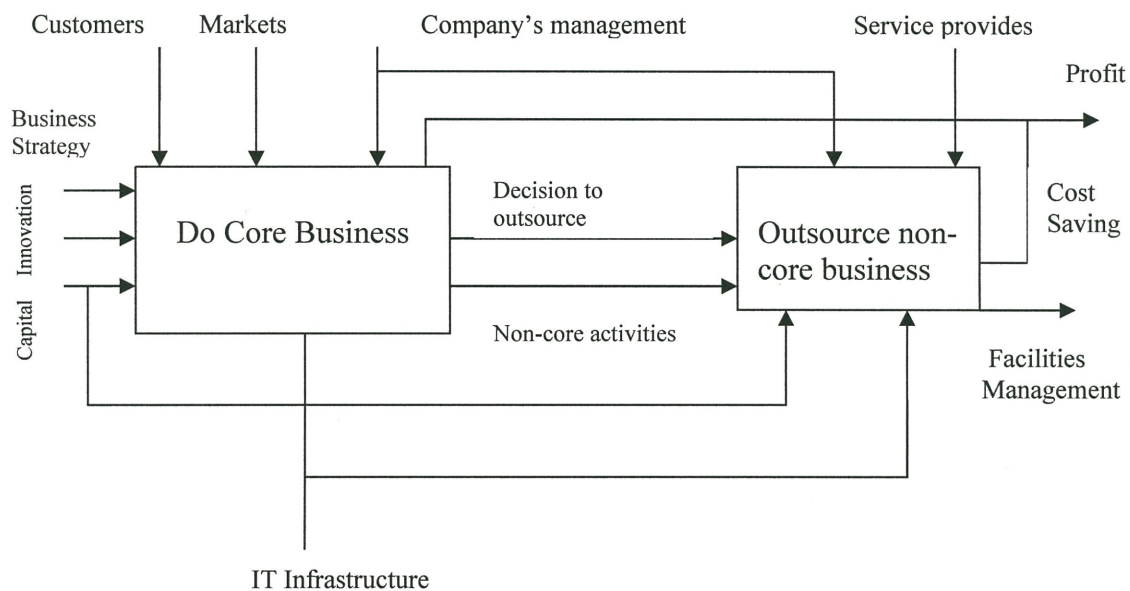 Customers
Markets
Company's management
Service provides
Profit
Business
Strategy
Innovation
Capital
Do Core Business
Decision to
outsource
Non-core activities
Outsource non-
core business
Cost
Saving
Facilities
Management
IT Infrastructure